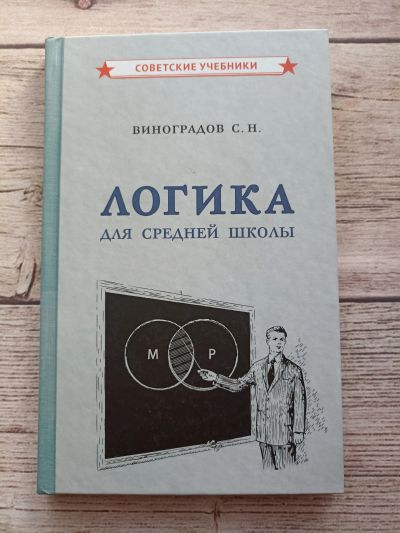 СОВЕТСКИЕ УЧЕБНИКИ
ВИНОГРАДОВ С. Н.
ЛОГИКА
ДЛЯ СРЕДНЕЙ ШКОЛЫ
М Р